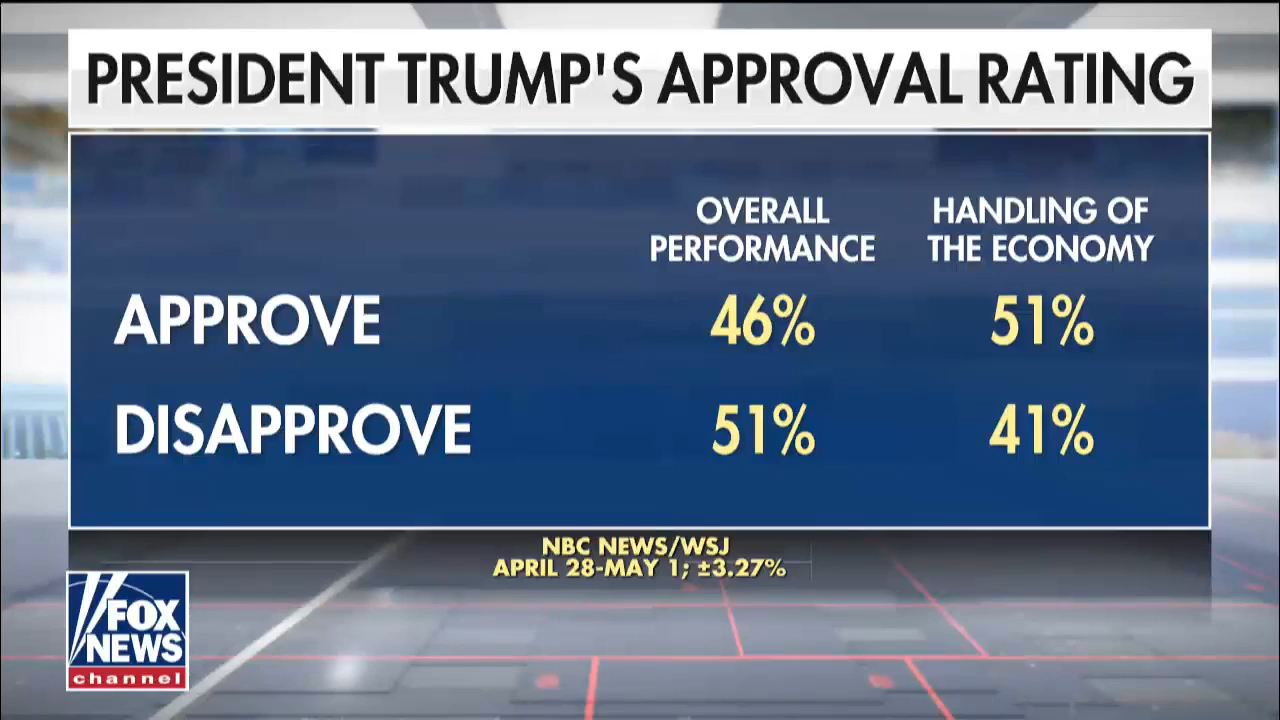 PRESIDENT TRUMP'S APPROVAL RATING
OVERALL PERFORMANCE
HANDLING OF THE ECONOMY
APPROVE 46% 51%
DISAPPROVE 51% 41%
NBC NEWS/WSJ
APRIL 28-MAY 1; ±3.27%
FOX
NEWS
channel